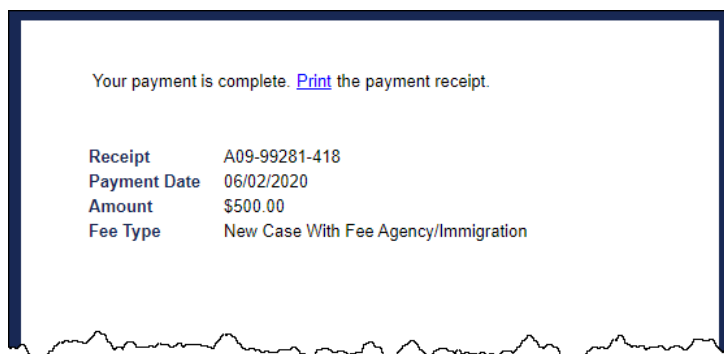 Your payment is complete. Print the payment receipt.
Receipt A09-99281-418
Payment Date 06/02/2020
Amount $500.00
Fee Type New Case With Fee Agency/Immigration